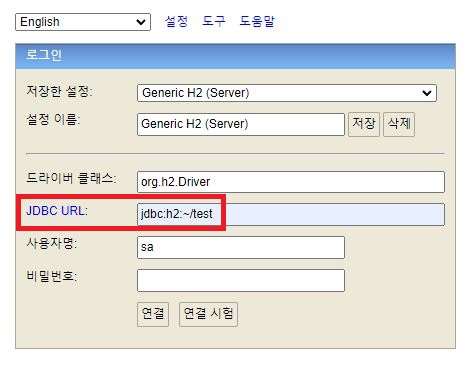 English 설정 도구 도움말
로그인
저장한 설정: Generic H2 (Server)
설정 이름: Generic H2 (Server) 저장 삭제
드라이버 클래스: org.h2.Driver
JDBC URL: jdbc:h2:~/test
사용자명: sa
비밀번호:
연결 연결 시험